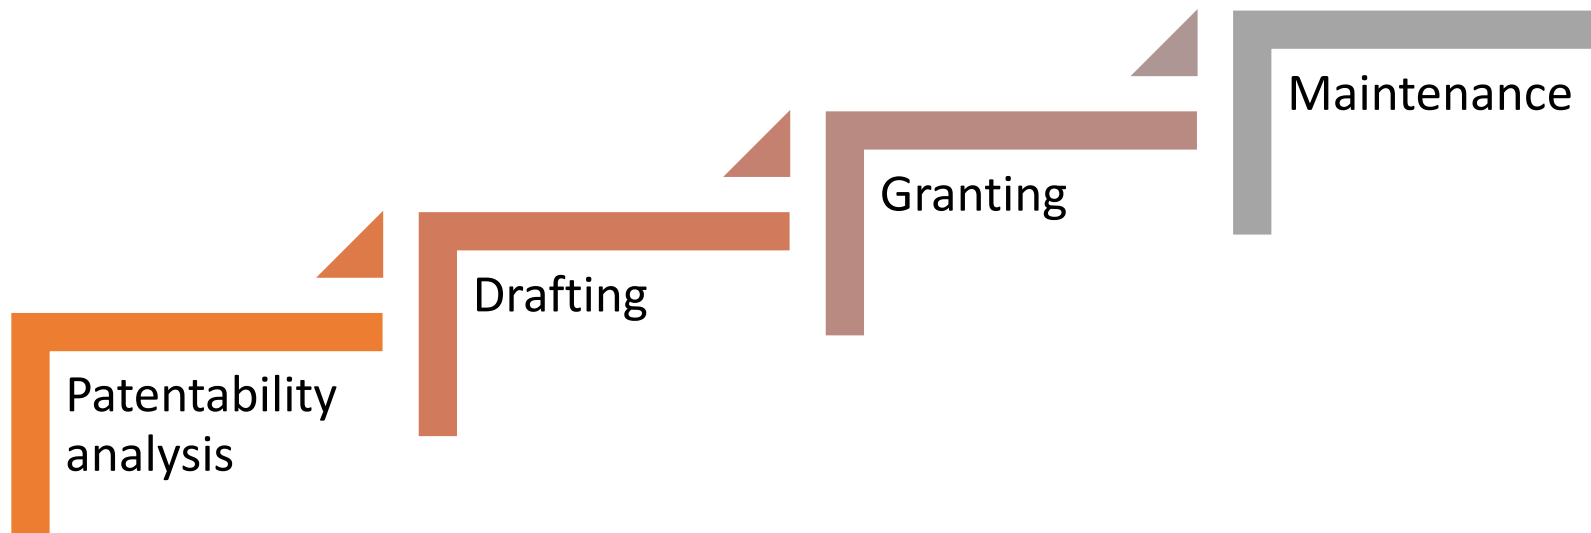 Patentability
analysis
Drafting
Granting
Maintenance